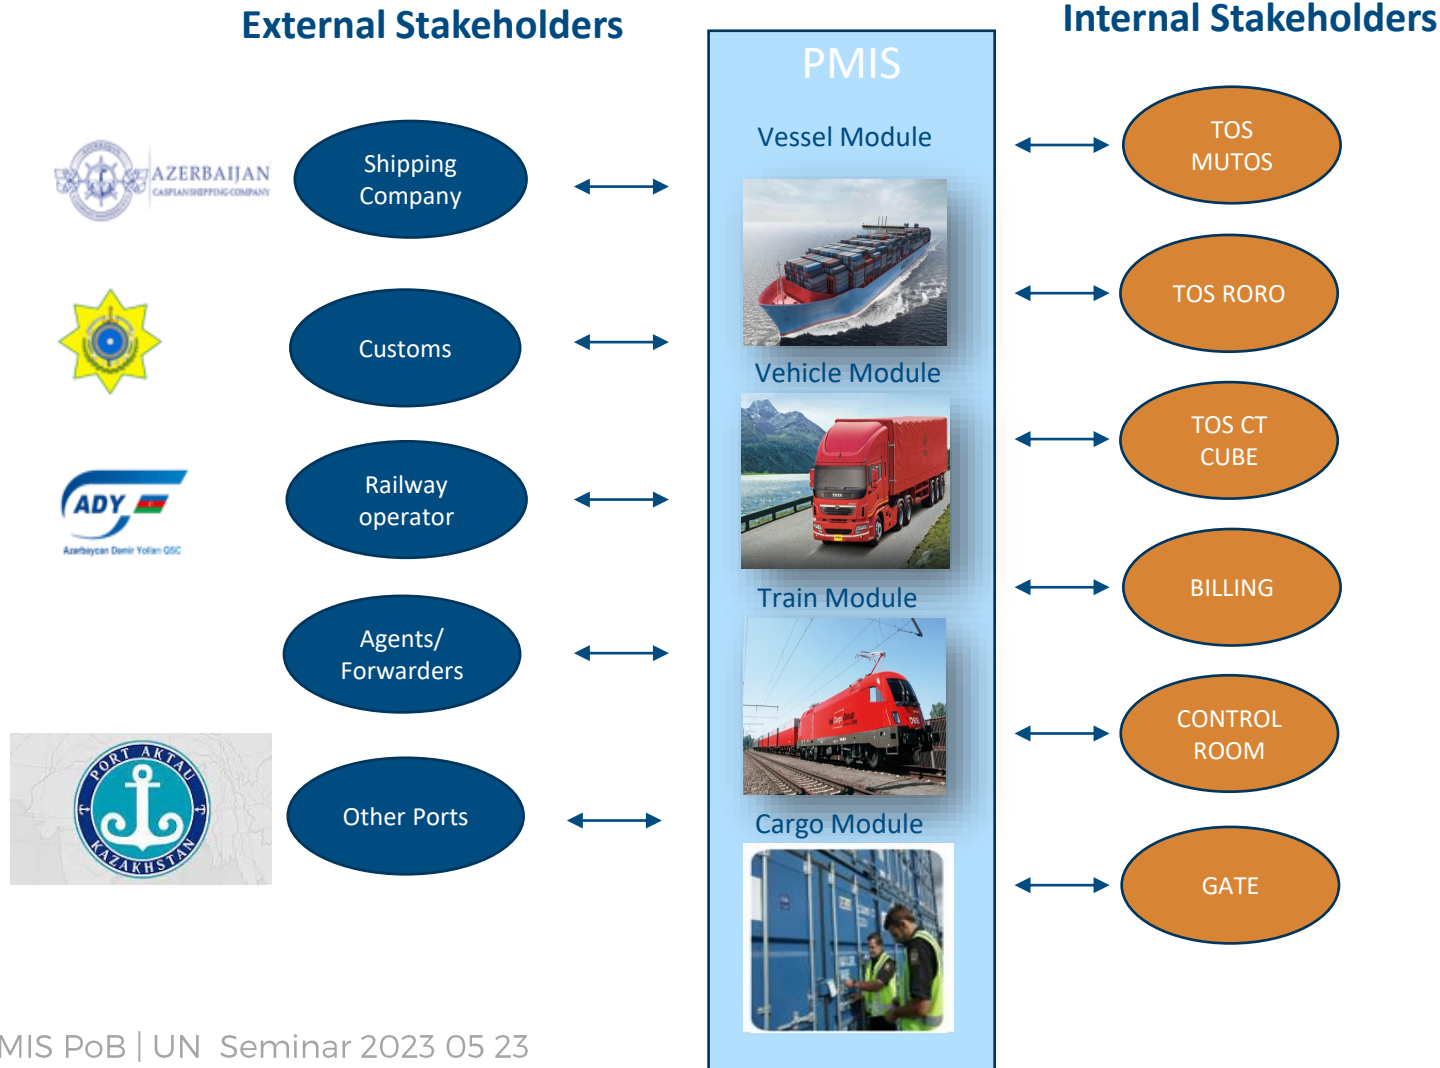 External Stakeholders
Internal Stakeholders
PMIS
Vessel Module
Vehicle Module
Train Module
Cargo Module
AZERBAIJAN
CASPIAN SHIPPING COMPANY
Shipping
Company
Customs
ADY
Azərbaycan Dəmir Yolları QSC
Railway
operator
Agents/
Forwarders
PORT AKTAU
KAZAKHSTAN
Other Ports
TOS
MUTOS
TOS RORO
TOS CT
CUBE
BILLING
CONTROL
ROOM
GATE
MIS PoB | UN Seminar 2023 05 23